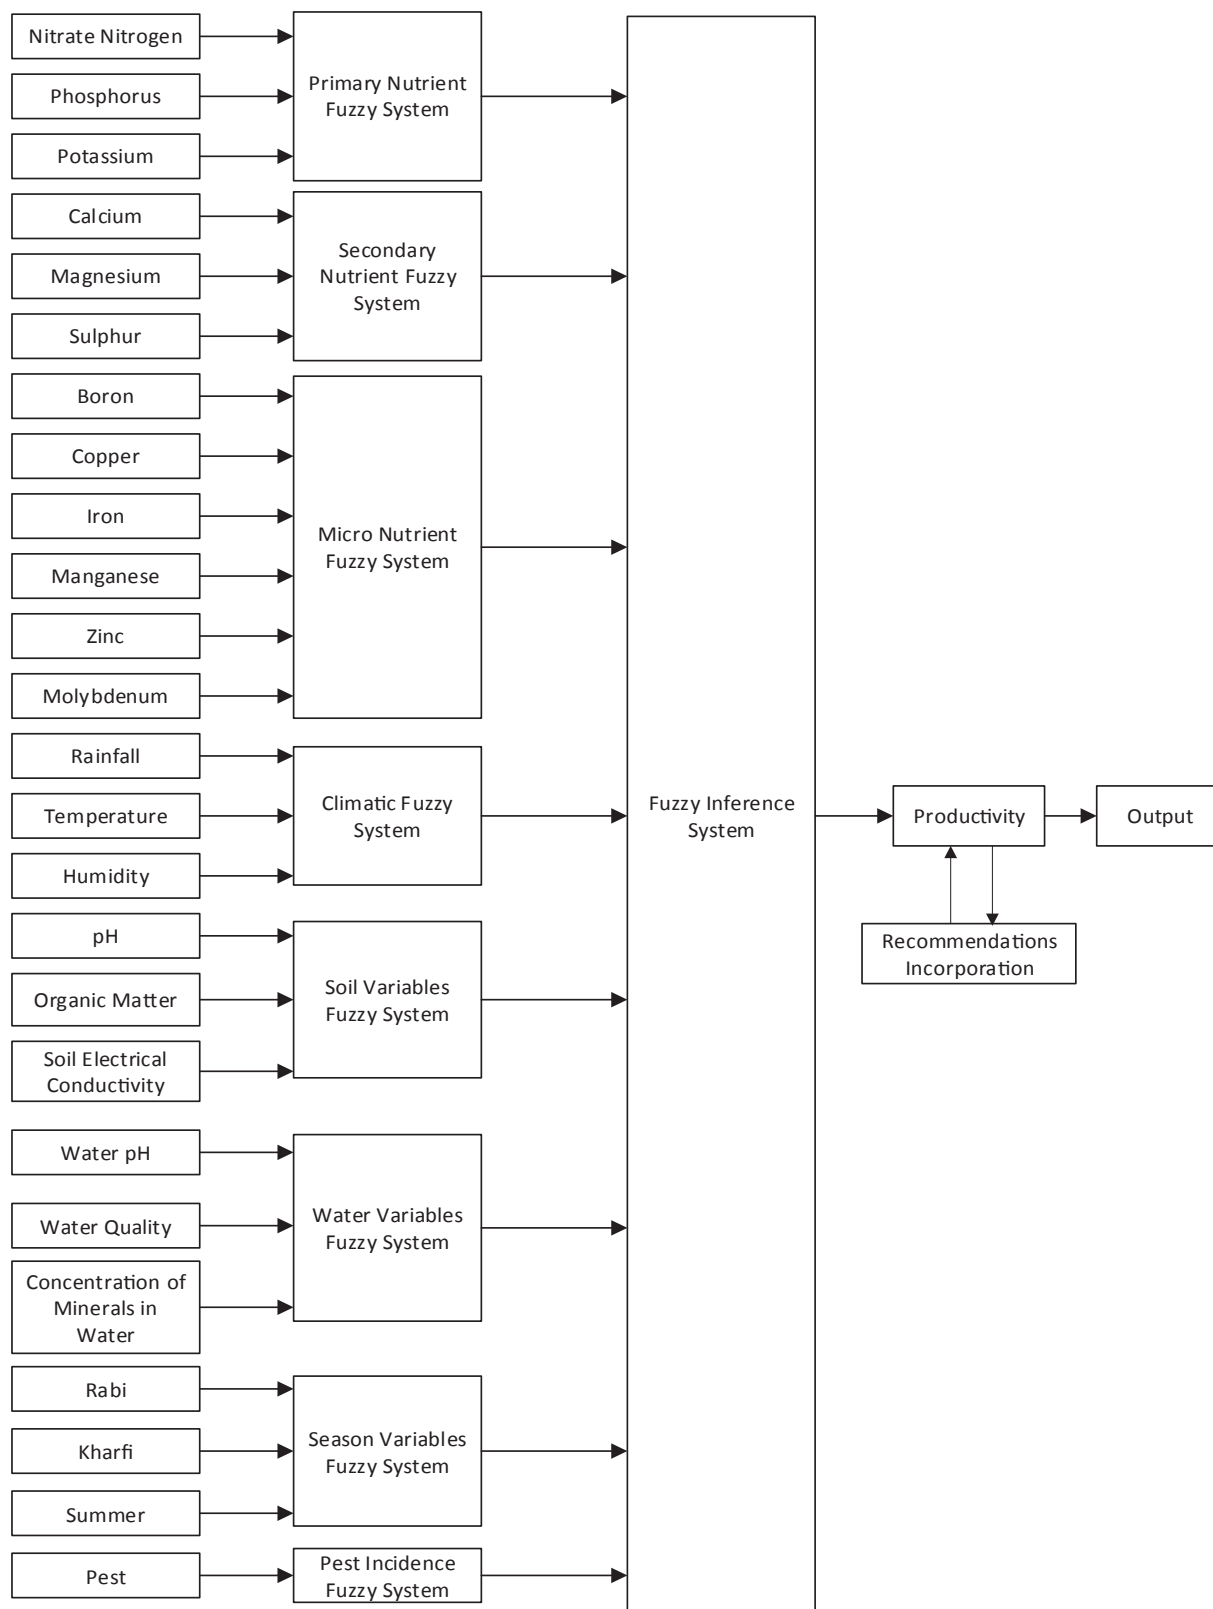 Nitrate Nitrogen
Phosphorus
Potassium
Primary Nutrient
Fuzzy System
Calcium
Magnesium
Sulphur
Secondary
Nutrient Fuzzy
System
Boron
Copper
Iron
Manganese
Zinc
Molybdenum
Micro Nutrient
Fuzzy System
Rainfall
Temperature
Humidity
Climatic Fuzzy
System
pH
Organic Matter
Soil Electrical
Conductivity
Soil Variables
Fuzzy System
Water pH
Water Quality
Concentration of
Minerals in
Water
Water Variables
Fuzzy System
Rabi
Kharfi
Summer
Season Variables
Fuzzy System
Pest
Pest Incidence
Fuzzy System
Fuzzy Inference
System
Productivity
Output
Recommendations
Incorporation